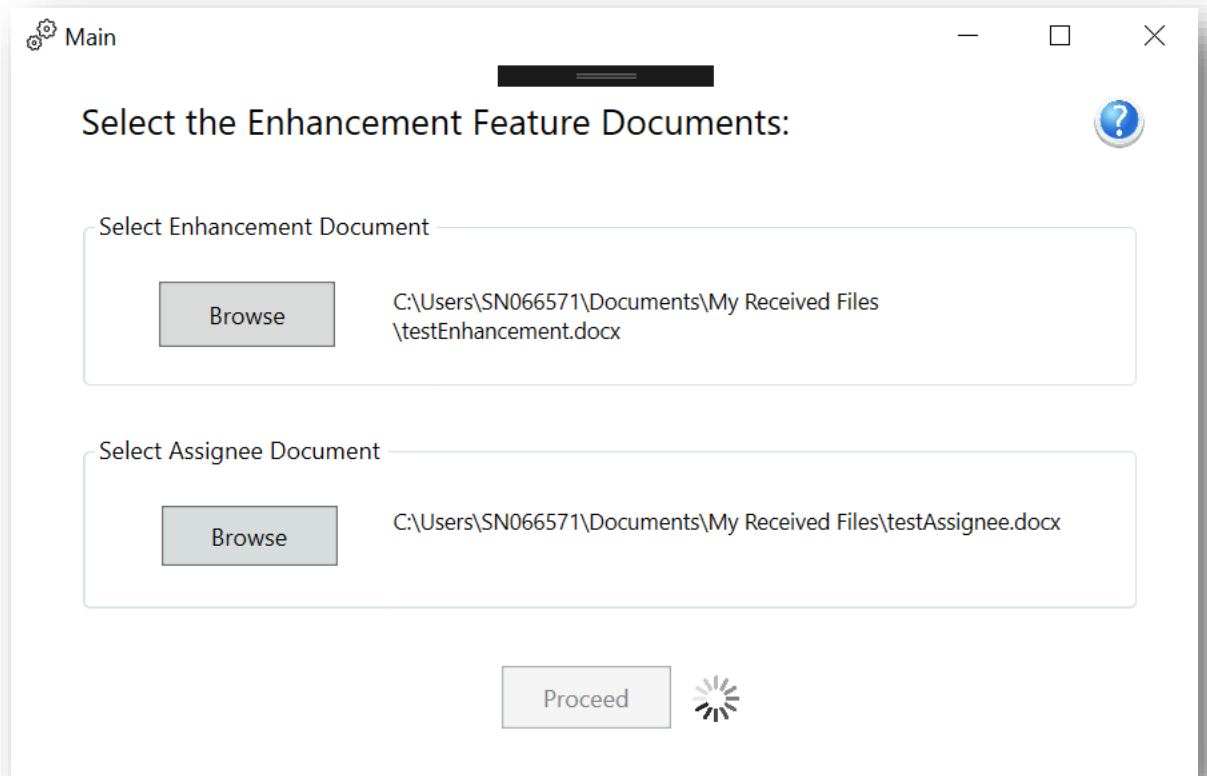 Main
Select the Enhancement Feature Documents:
?
Select Enhancement Document
Browse
C:\Users\SN066571\Documents\My Received Files
\testEnhancement.docx
Select Assignee Document
Browse
C:\Users\SN066571\Documents\My Received Files\testAssignee.docx
Proceed